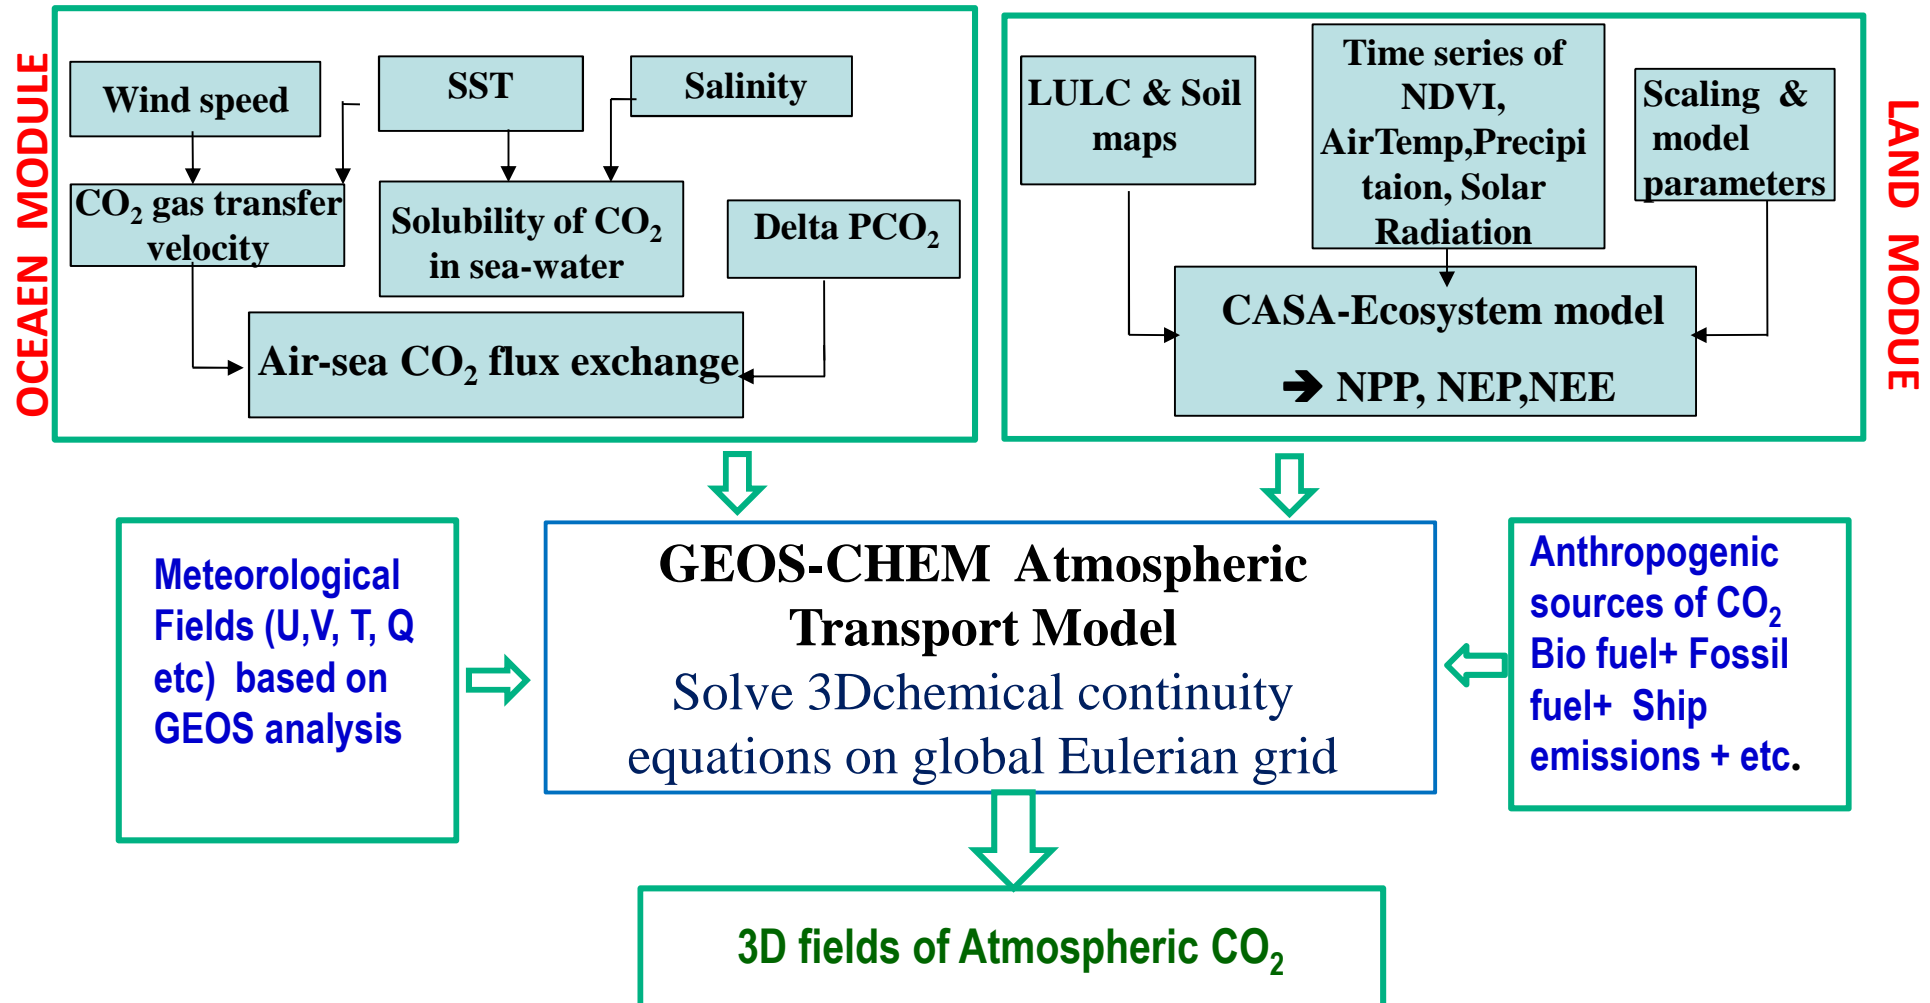 OCEAEN MODULE
Wind speed
SST
Salinity
CO₂ gas transfer
velocity
Solubility of CO₂
in sea-water
Delta PCO₂
Air-sea CO₂ flux exchange
LAND MODUE
LULC & Soil
maps
Time series of
NDVI,
AirTemp,Precipi
taion, Solar
Radiation
Scaling &
model
parameters
CASA-Ecosystem model
➔ NPP, NEP,NEE
Meteorological
Fields (U,V, T, Q
etc) based on
GEOS analysis
GEOS-CHEM Atmospheric
Transport Model
Solve 3Dchemical continuity
equations on global Eulerian grid
Anthropogenic
sources of CO₂
Bio fuel+ Fossil
fuel+ Ship
emissions + etc.
3D fields of Atmospheric CO₂